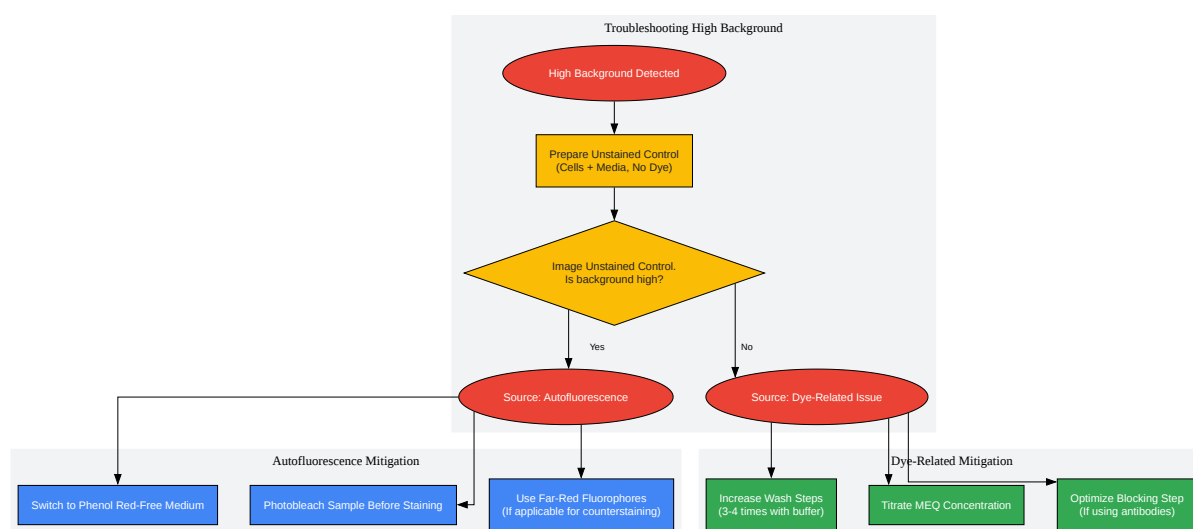 Troubleshooting High Background
High Background Detected
Prepare Unstained Control
(Cells + Media, No Dye)
Image Unstained Control.
Is background high?
Yes
No
Source: Autofluorescence
Source: Dye-Related Issue
Autofluorescence Mitigation
Switch to Phenol Red-Free Medium
Photobleach Sample Before Staining
Use Far-Red Fluorophores
(If applicable for counterstaining)
Dye-Related Mitigation
Increase Wash Steps
(3-4 times with buffer)
Titrate MEQ Concentration
Optimize Blocking Step
(If using antibodies)